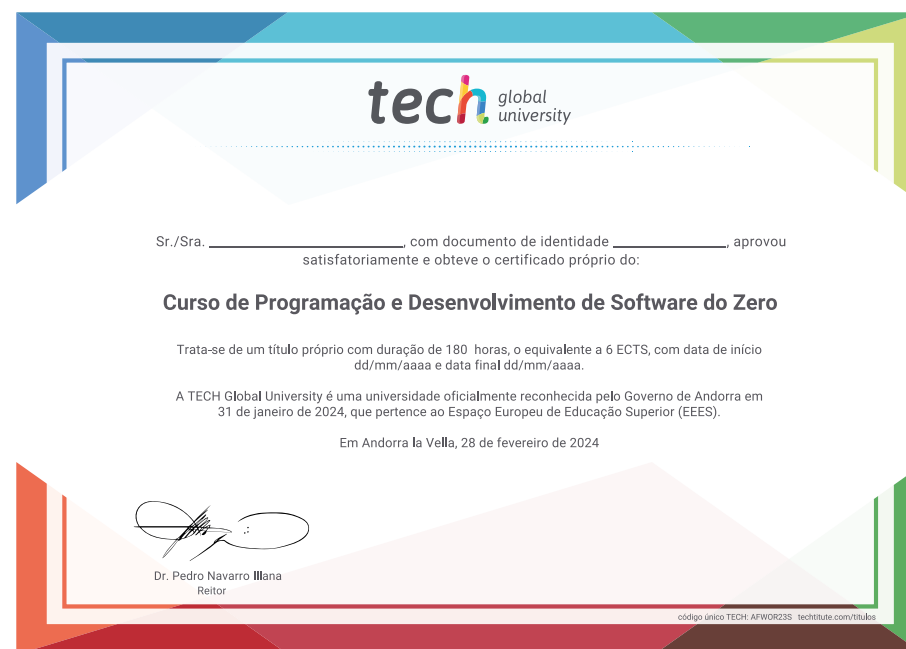 tech global university
Sr./Sra. ____________________, com documento de identidade ____________, aprovou
satisfatoriamente e obteve o certificado próprio do:
Curso de Programação e Desenvolvimento de Software do Zero
Trata-se de um título próprio com duração de 180 horas, o equivalente a 6 ECTS, com data de início
dd/mm/aaaa e data final dd/mm/aaaa.
A TECH Global University é uma universidade oficialmente reconhecida pelo Governo de Andorra em
31 de janeiro de 2024, que pertence ao Espaço Europeu de Educação Superior (EEES).
Em Andorra la Vella, 28 de fevereiro de 2024
Dr. Pedro Navarro Illana
Reitor
código único TECH: AFWOR23S techtitute.com/titulos